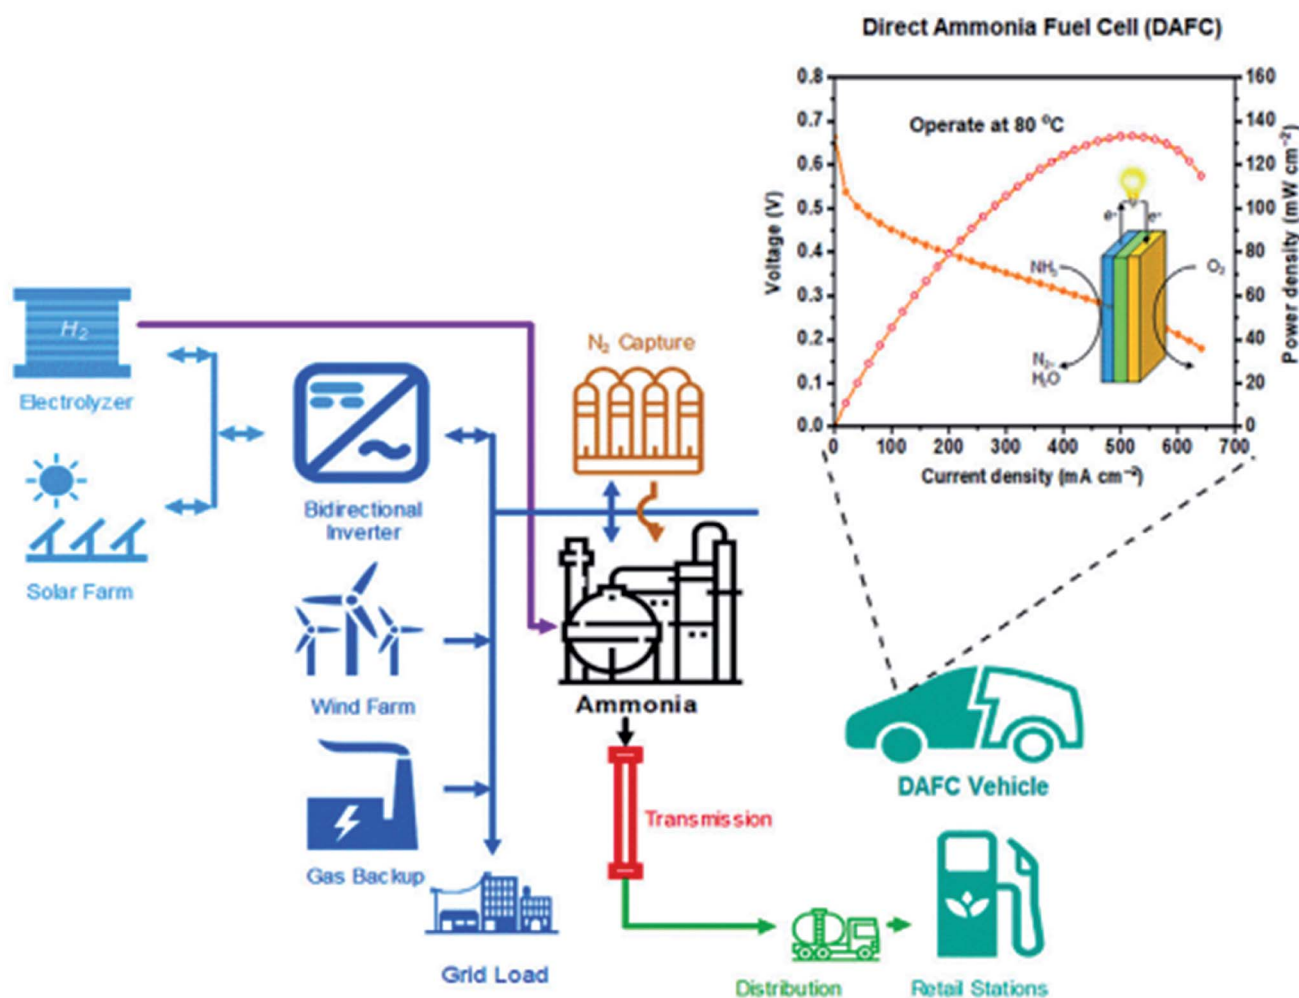 Direct Ammonia Fuel Cell (DAFC)
0.8
0.7
0.6
0.5
0.4
0.3
0.2
0.1
0.0
Voltage (V)
Operate at 80 °C
160
140
120
100
80
60
40
20
0
Power density (mW cm⁻²)
e⁻
e⁻
NH₃
O₂
N₂₊
H₂O
0
100
200
300
400
500
600
700
Current density (mA cm⁻²)
H₂
Electrolyzer
Solar Farm
Bidirectional
Inverter
Wind Farm
Gas Backup
Grid Load
N₂ Capture
Ammonia
Transmission
Distribution
Retail Stations
DAFC Vehicle